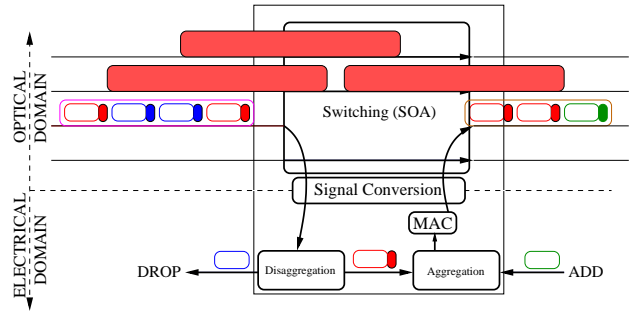 OPTICAL
DOMAIN
Switching (SOA)
Signal Conversion
ELECTRICAL
DOMAIN
MAC
DROP
Disaggregation
Aggregation
ADD